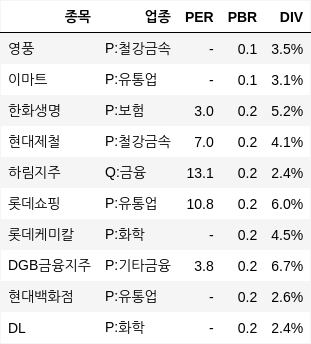 종목 업종 PER PBR DIV
영풍 P:철강금속 - 0.1 3.5%
이마트 P:유통업 - 0.1 3.1%
한화생명 P:보험 3.0 0.2 5.2%
현대제철 P:철강금속 7.0 0.2 4.1%
하림지주 Q:금융 13.1 0.2 2.4%
롯데쇼핑 P:유통업 10.8 0.2 6.0%
롯데케미칼 P:화학 - 0.2 4.5%
DGB금융지주 P:기타금융 3.8 0.2 6.7%
현대백화점 P:유통업 - 0.2 2.6%
DL P:화학 - 0.2 2.4%